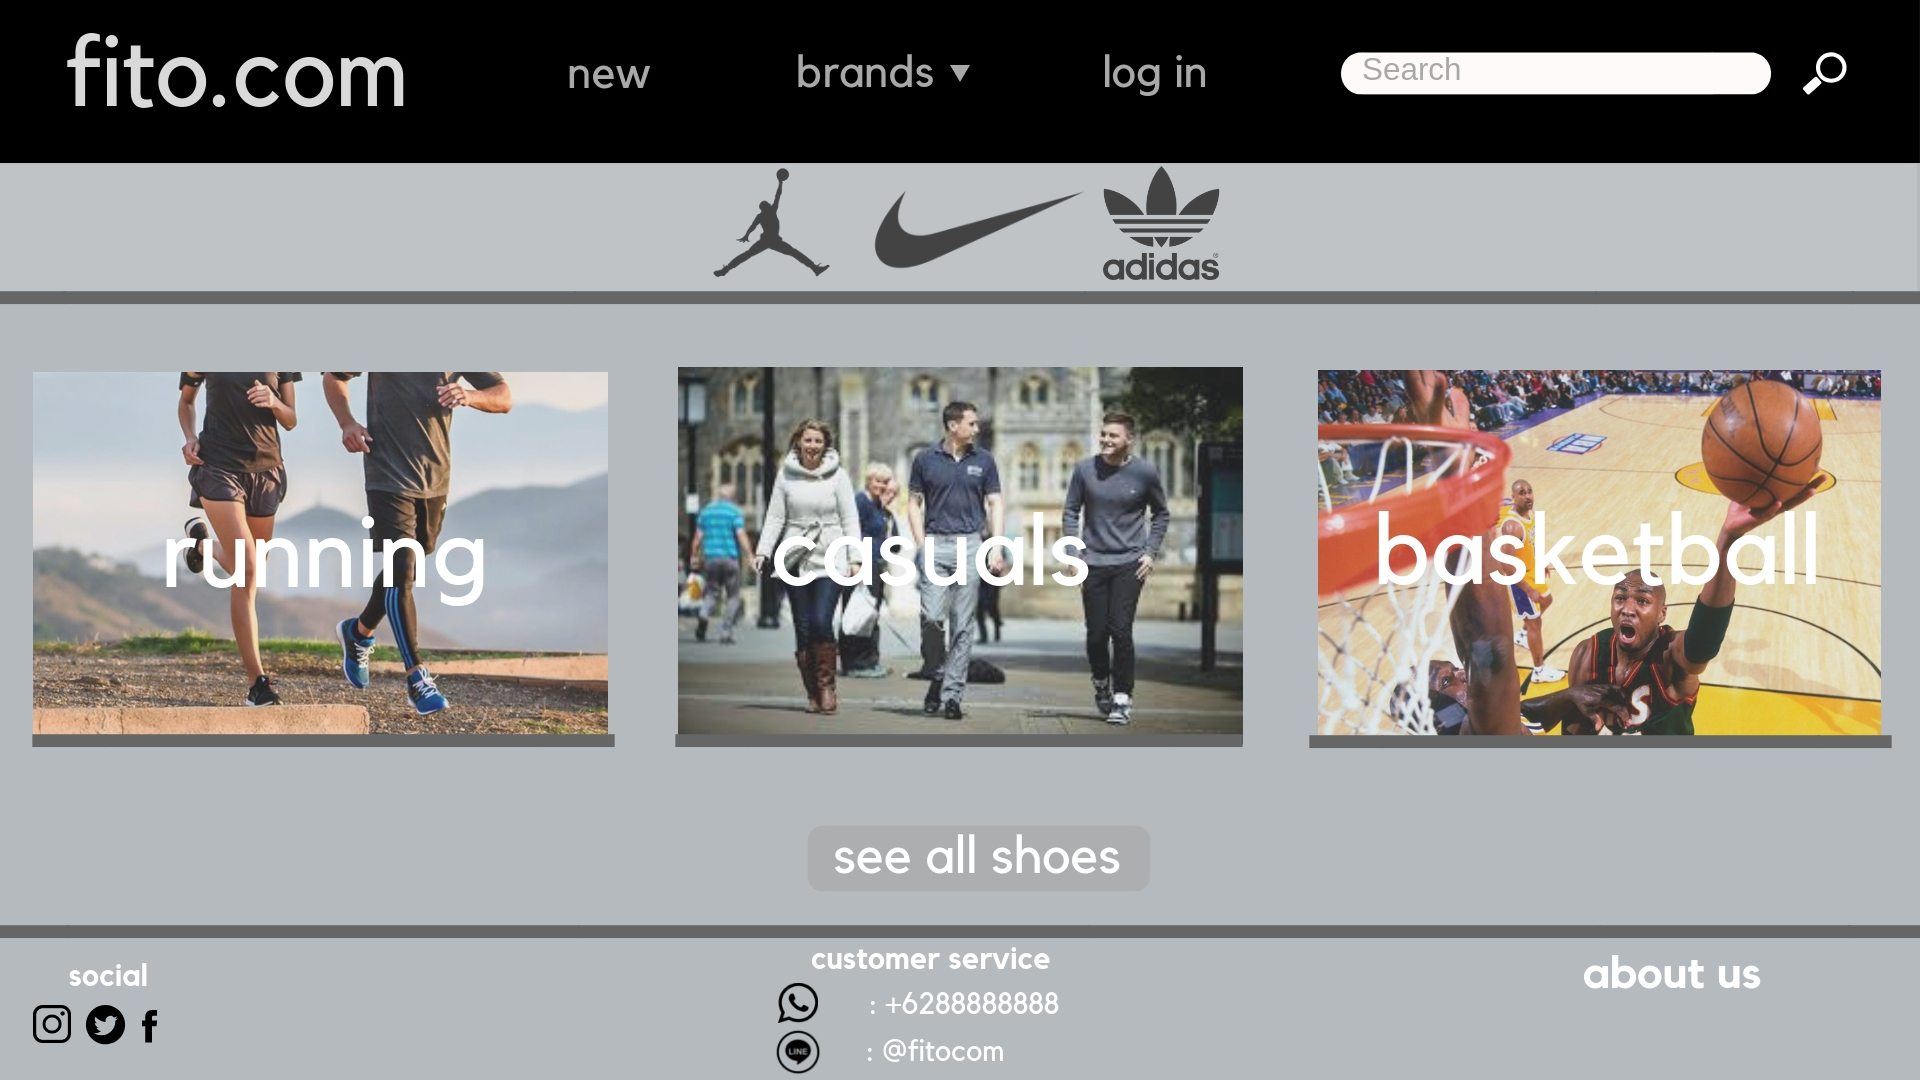 fito.com
new
brands
log in
Search
adidas
running
casuals
basketball
see all shoes
social
customer service
: +6288888888
LINE
: @fitocom
about us